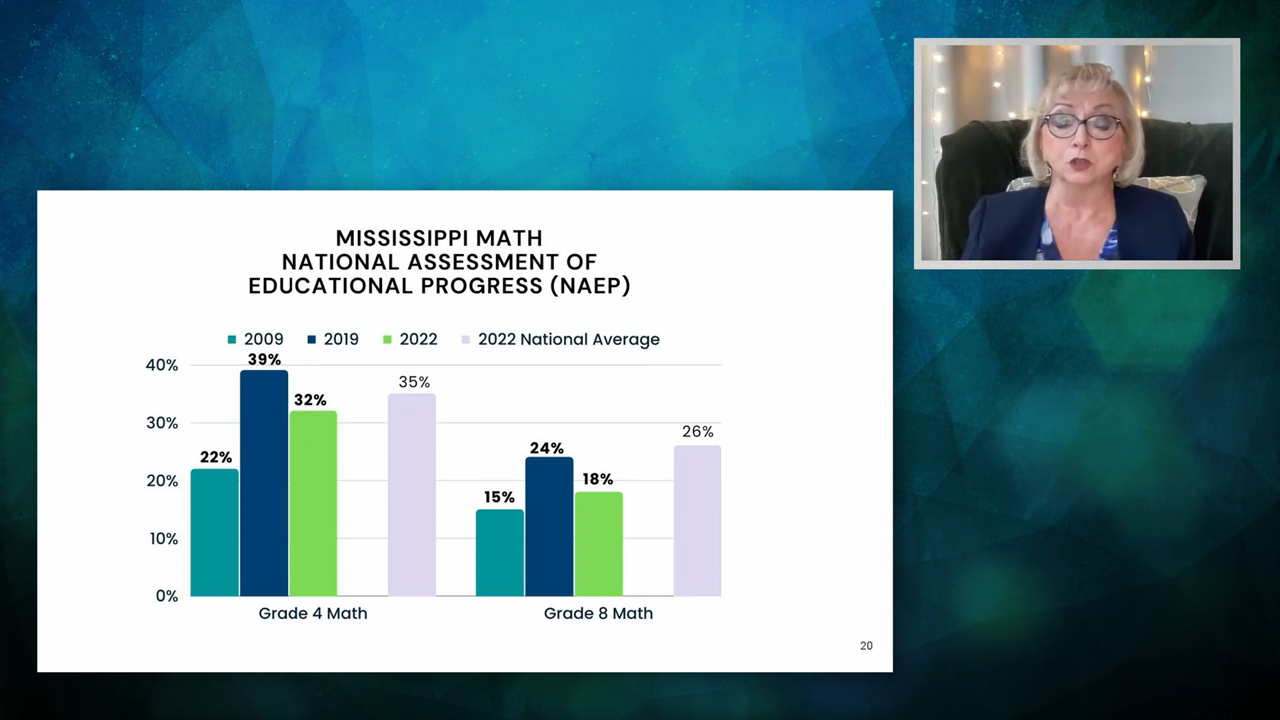 MISSISSIPPI MATH
NATIONAL ASSESSMENT OF
EDUCATIONAL PROGRESS (NAEP)
2009 2019 2022 2022 National Average
40% 39%
35%
32%
30%
26%
24%
22%
20%
18%
15%
10%
0%
Grade 4 Math Grade 8 Math
20